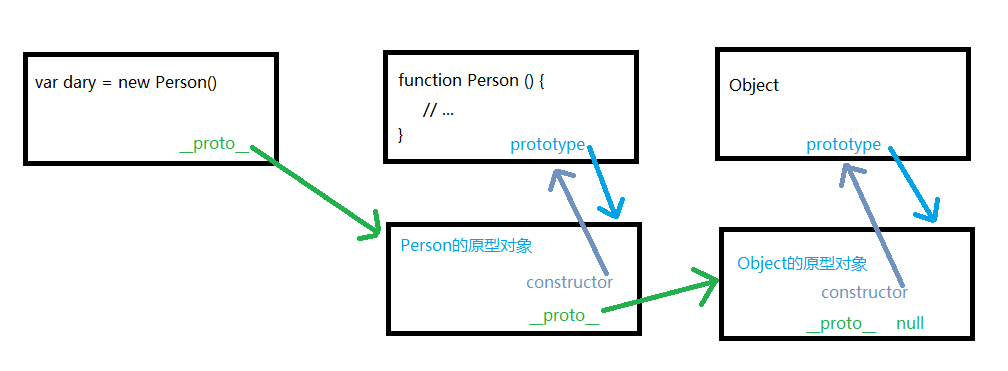 var dary = new Person()
__proto__
function Person () {
// ...
}
prototype
Object
prototype
Person的原型对象
constructor
__proto__
Object的原型对象
constructor
__proto__ null